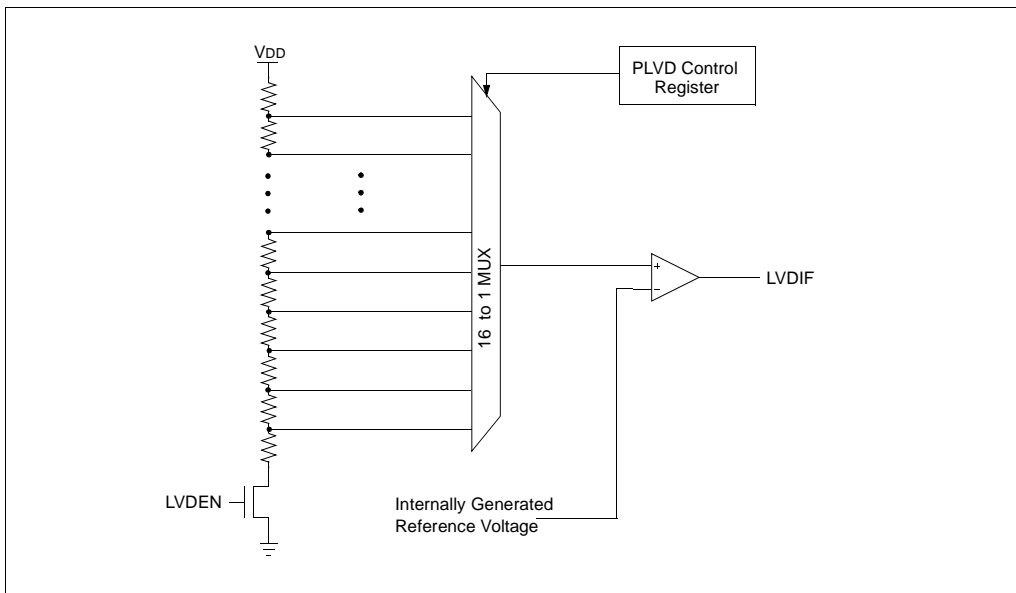 VDD
PLVD Control
Register
16 to 1 MUX
+
−
LVDIF
LVDEN
Internally Generated
Reference Voltage